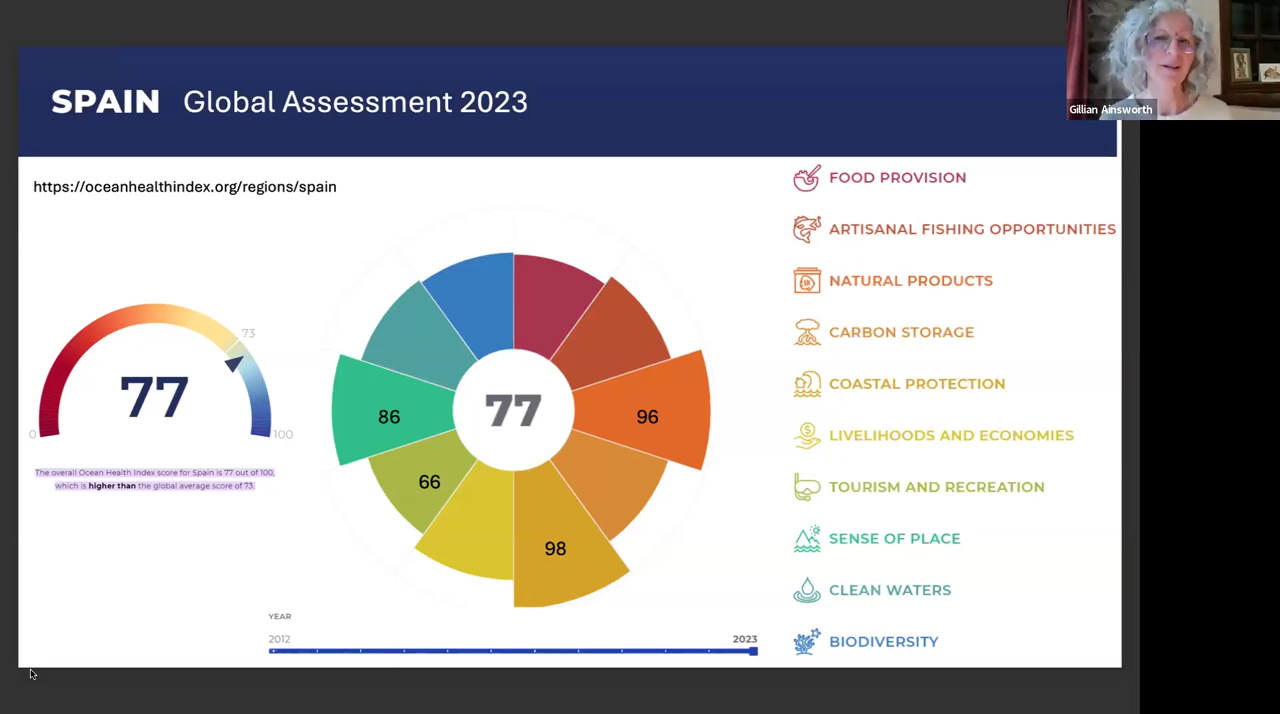 Gillian Ainsworth
SPAIN Global Assessment 2023
https://oceanhealthindex.org/regions/spain
73
77
0
100
The overall Ocean Health Index score for Spain is 77 out of 100,
which is higher than the global average score of 73.
86
77
96
66
98
YEAR
2012
2023
FOOD PROVISION
ARTISANAL FISHING OPPORTUNITIES
NATURAL PRODUCTS
CARBON STORAGE
COASTAL PROTECTION
LIVELIHOODS AND ECONOMIES
TOURISM AND RECREATION
SENSE OF PLACE
CLEAN WATERS
BIODIVERSITY